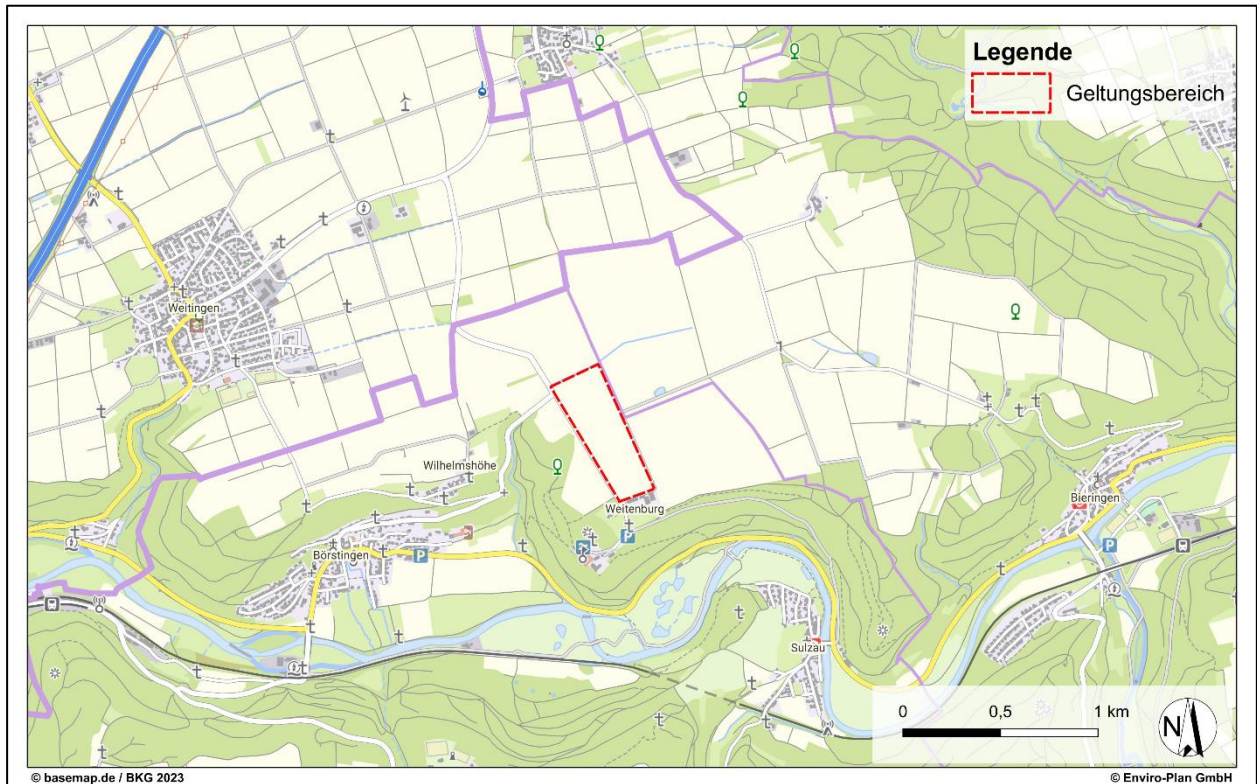 Legende
Geltungsbereich
Weitingen
Wilhelmshöhe
Weitenburg
Bieringen
Börstingen
Sulzau
0 0,5 1 km
N
© basemap.de / BKG 2023
© Enviro-Plan GmbH